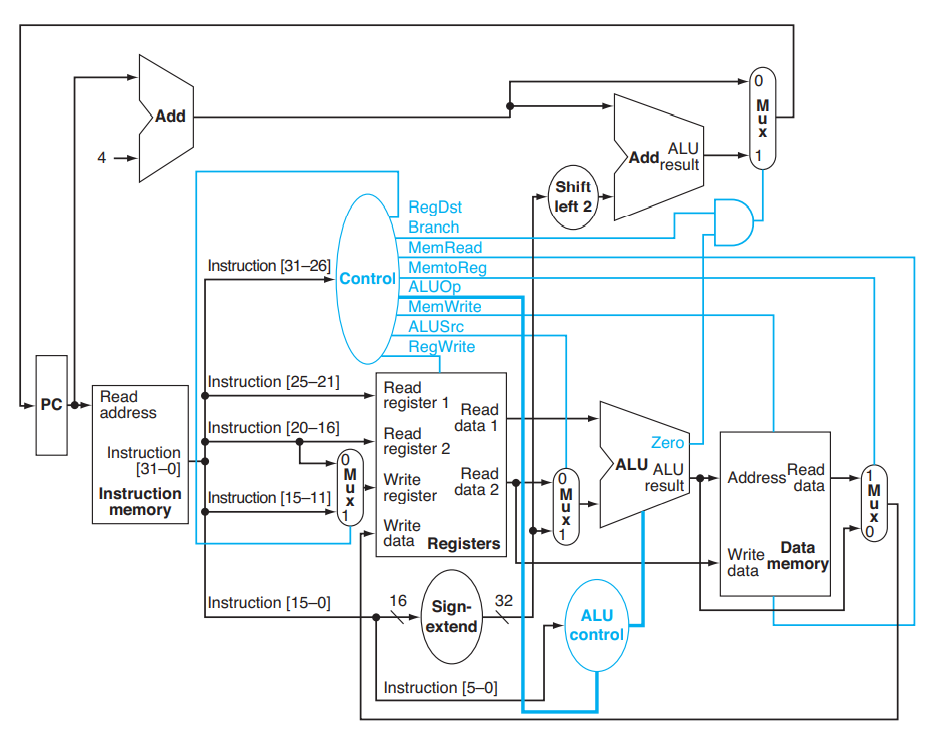 0
M
u
x
1
Add
4
Add
ALU
result
Shift
left 2
RegDst
Branch
MemRead
MemtoReg
ALUOp
MemWrite
ALUSrc
RegWrite
Control
Instruction [31–26]
PC
Read
address
Instruction
[31–0]
Instruction
memory
Instruction [25–21]
Instruction [20–16]
Instruction [15–11]
0
M
u
x
1
Read
register 1
Read
register 2
Write
register
Write
data
Read
data 1
Read
data 2
Registers
0
M
u
x
1
Zero
ALU
ALU
result
Address
Read
data
Write
data
Data
memory
1
M
u
x
0
Instruction [15–0]
16
Sign-
extend
32
ALU
control
Instruction [5–0]